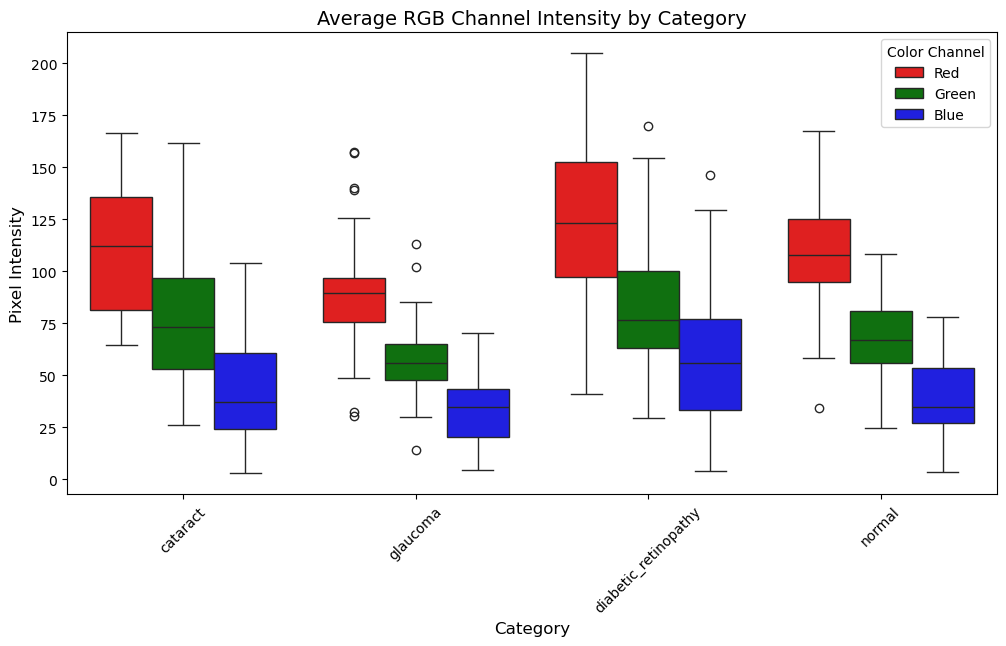 Average RGB Channel Intensity by Category
Color Channel
Red
Green
Blue
Pixel Intensity
200
175
150
125
100
75
50
25
0
cataract
glaucoma
diabetic_retinopathy
normal
Category